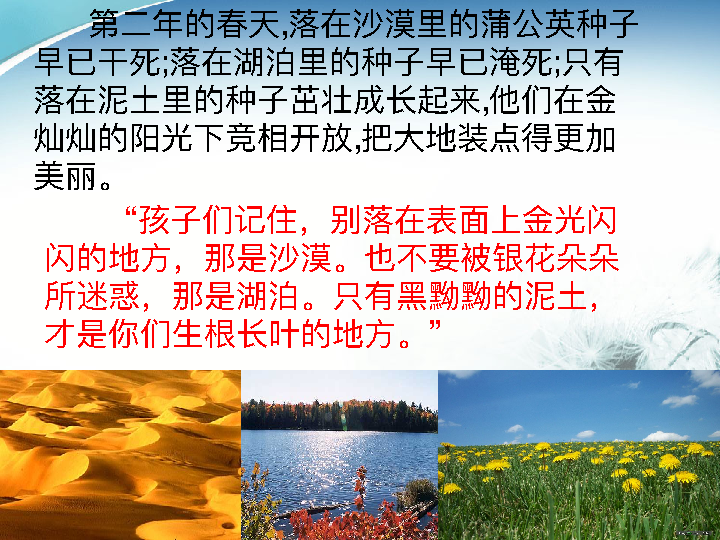 第二年的春天,落在沙漠里的蒲公英种子
早已干死;落在湖泊里的种子早已淹死;只有
落在泥土里的种子茁壮成长起来,他们在金
灿灿的阳光下竞相开放,把大地装点得更加
美丽。
“孩子们记住，别落在表面上金光闪
闪的地方，那是沙漠。也不要被银花朵朵
所迷惑，那是湖泊。只有黑黝黝的泥土，
才是你们生根长叶的地方。”